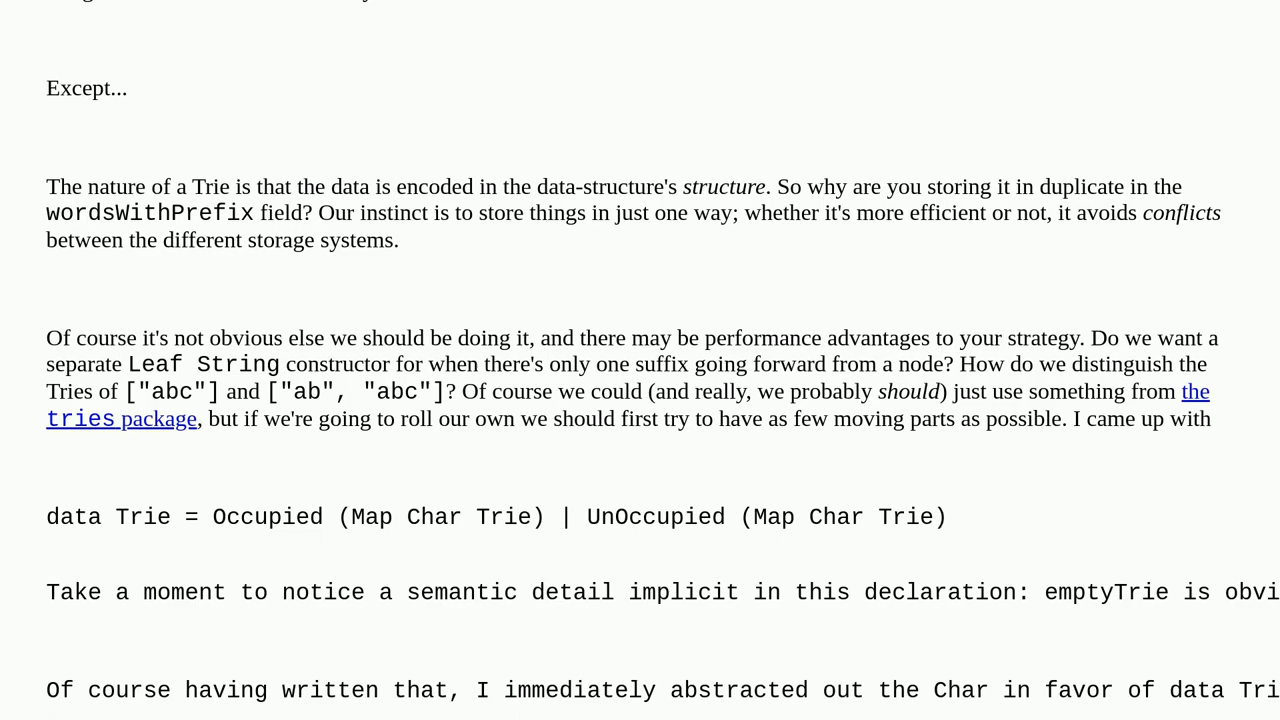 Except...
The nature of a Trie is that the data is encoded in the data-structure's structure. So why are you storing it in duplicate in the
wordsWithPrefix field? Our instinct is to store things in just one way; whether it's more efficient or not, it avoids conflicts
between the different storage systems.
Of course it's not obvious else we should be doing it, and there may be performance advantages to your strategy. Do we want a
separate Leaf String constructor for when there's only one suffix going forward from a node? How do we distinguish the
Tries of ["abc"] and ["ab", "abc"]? Of course we could (and really, we probably should) just use something from the
tries package, but if we're going to roll our own we should first try to have as few moving parts as possible. I came up with
data Trie = Occupied (Map Char Trie) | UnOccupied (Map Char Trie)
Take a moment to notice a semantic detail implicit in this declaration: emptyTrie is
Of course having written that, I immediately abstracted out the Char in favor of data